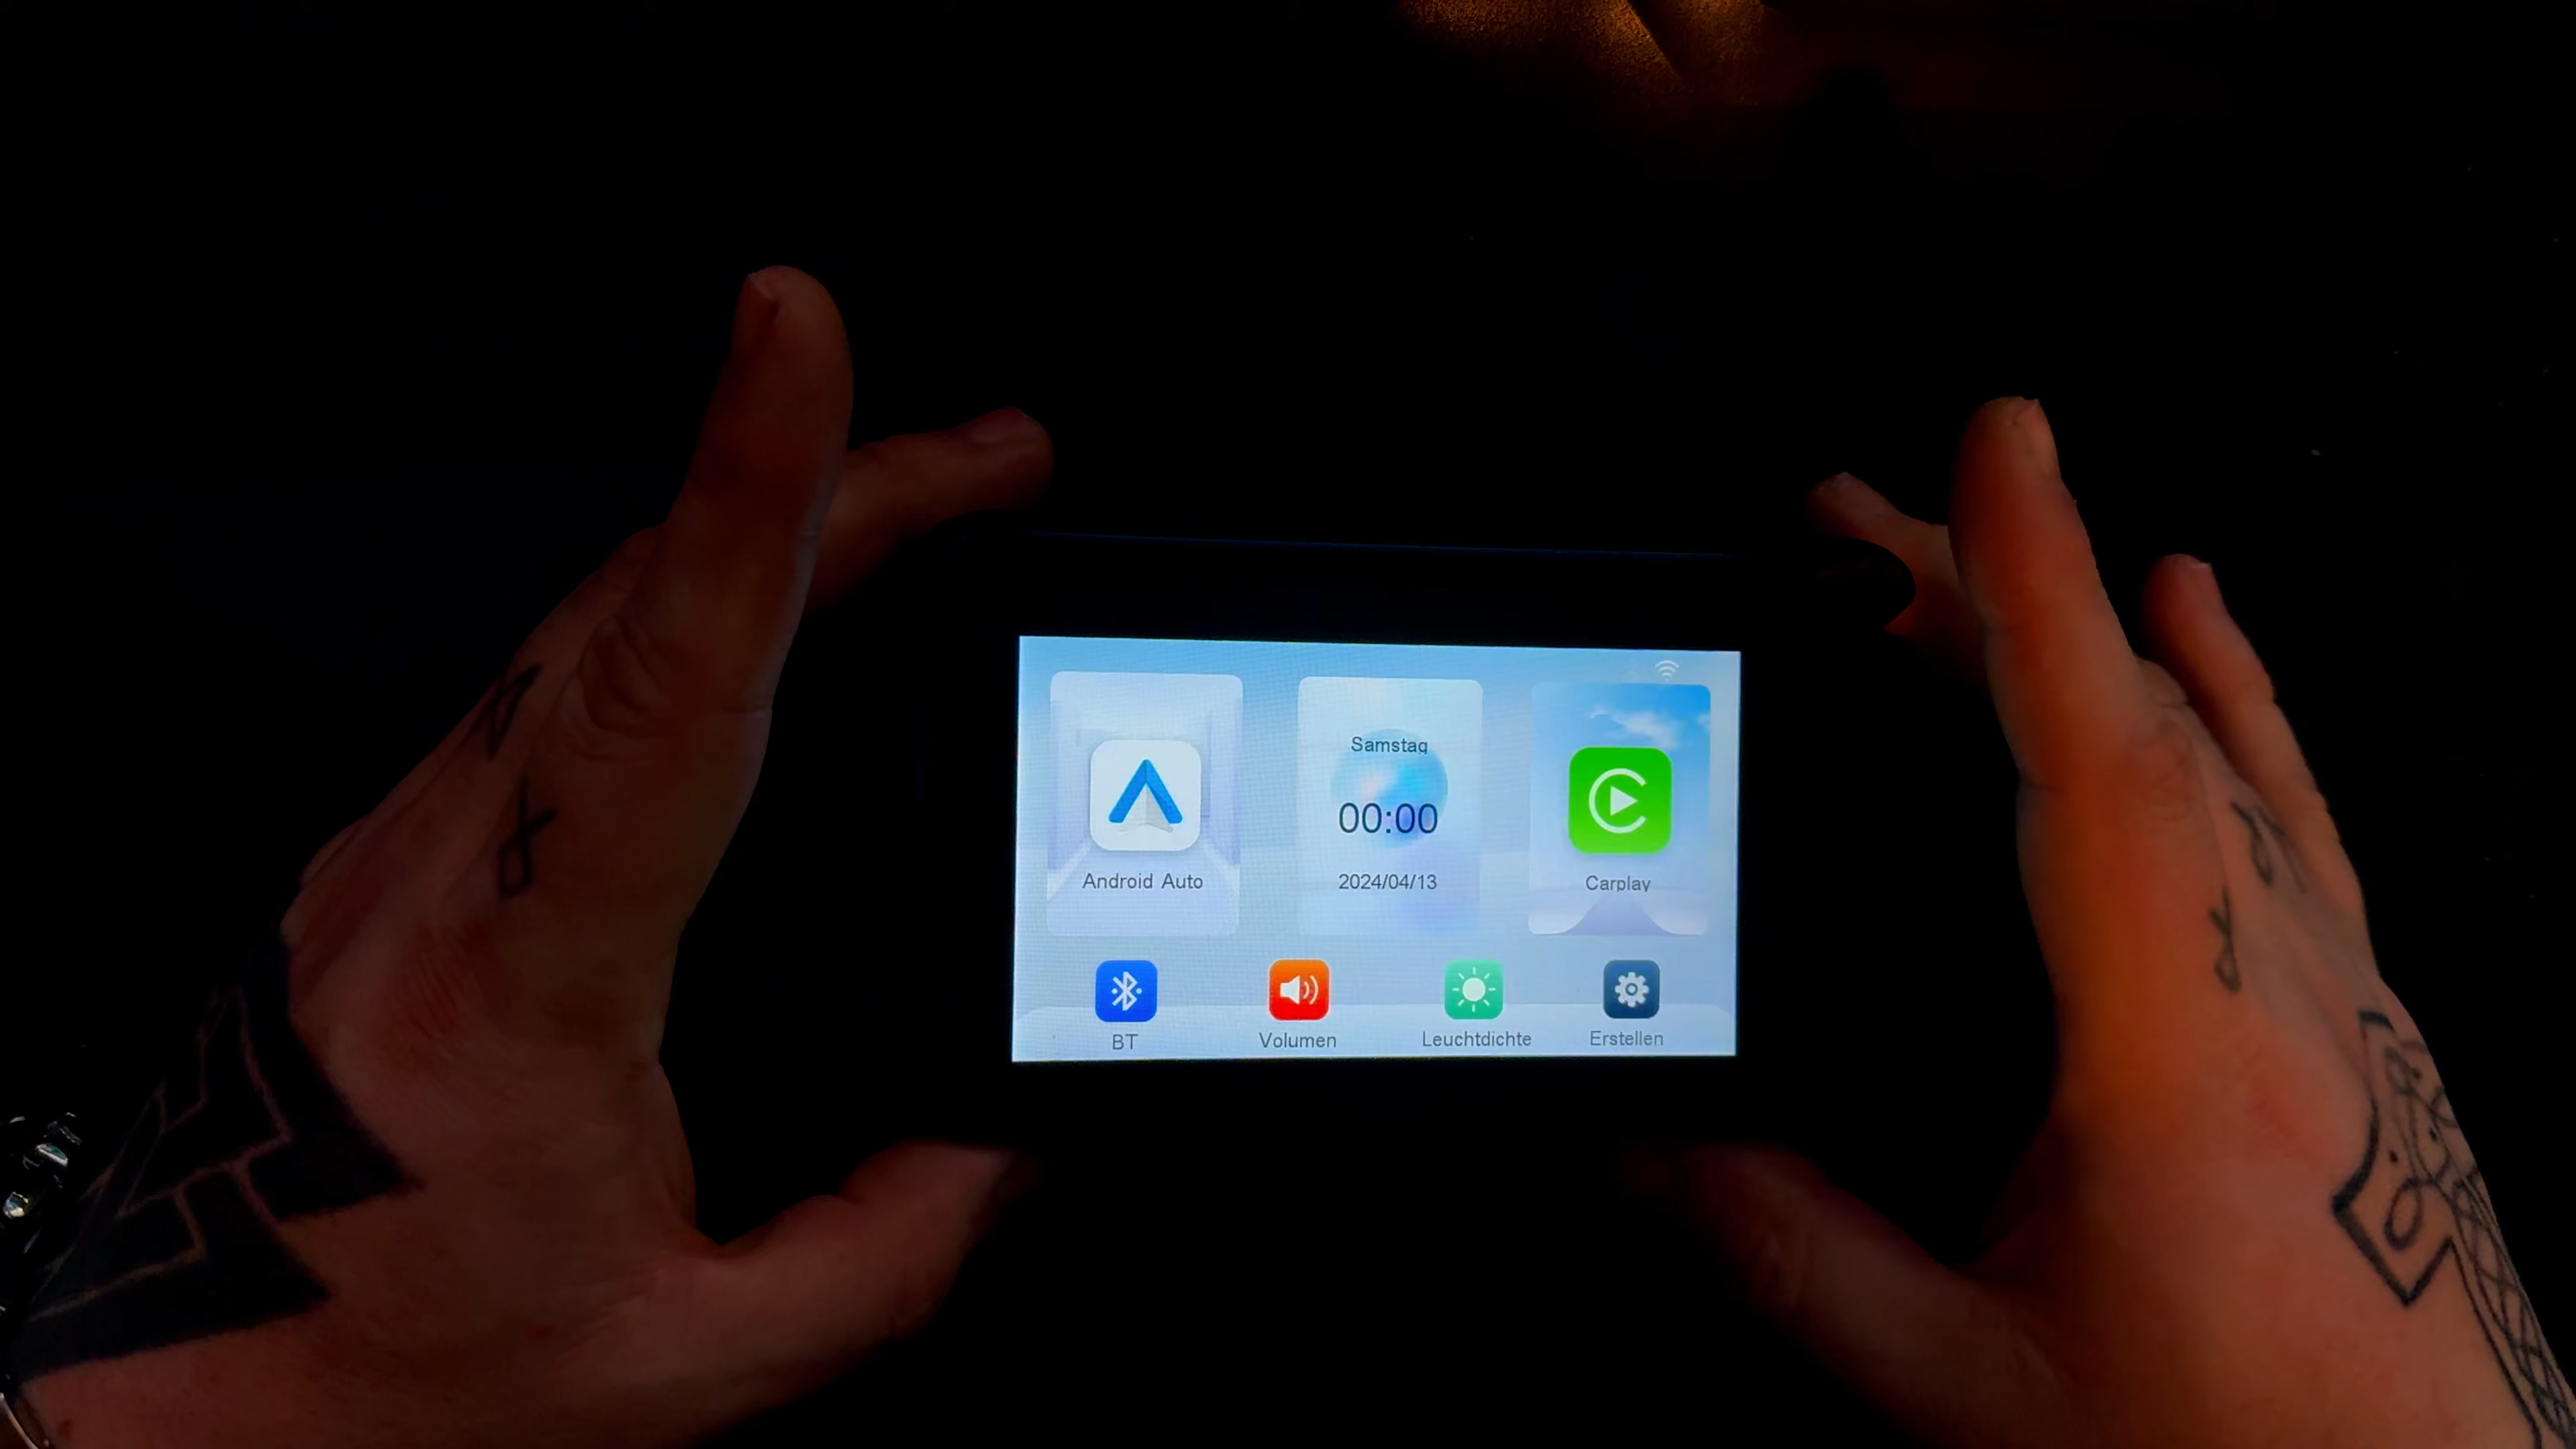 Samstag
00:00
2024/04/13
Android Auto
Carplay
BT
Volumen
Leuchtdichte
Erstellen